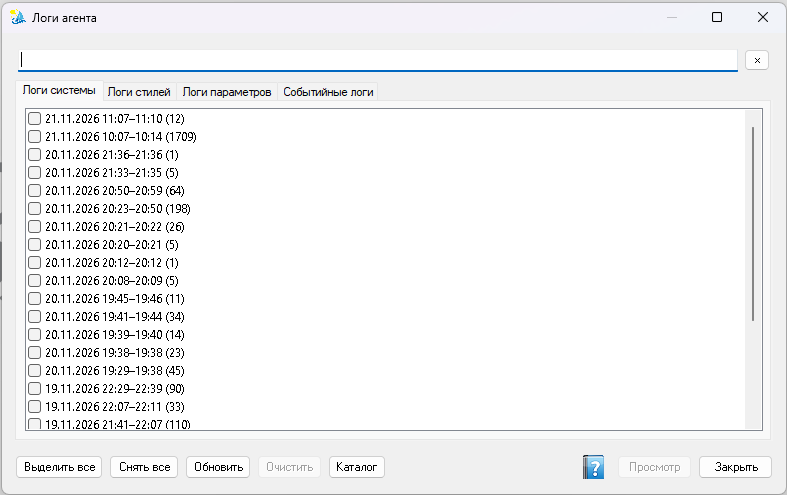 Логи агента
×
Логи системы Логи стилей Логи параметров Событийные логи
21.11.2026 11:07–11:10 (12)
21.11.2026 10:07–10:14 (1709)
20.11.2026 21:36–21:36 (1)
20.11.2026 21:33–21:35 (5)
20.11.2026 20:50–20:59 (64)
20.11.2026 20:23–20:50 (198)
20.11.2026 20:21–20:22 (26)
20.11.2026 20:20–20:21 (5)
20.11.2026 20:12–20:12 (1)
20.11.2026 20:08–20:09 (5)
20.11.2026 19:45–19:46 (11)
20.11.2026 19:41–19:44 (34)
20.11.2026 19:39–19:40 (14)
20.11.2026 19:38–19:38 (23)
20.11.2026 19:29–19:38 (45)
19.11.2026 22:29–22:39 (90)
19.11.2026 22:07–22:11 (33)
19.11.2026 21:41–22:07 (110)
Выделить все Снять все Обновить Очистить Каталог ? Просмотр Закрыть